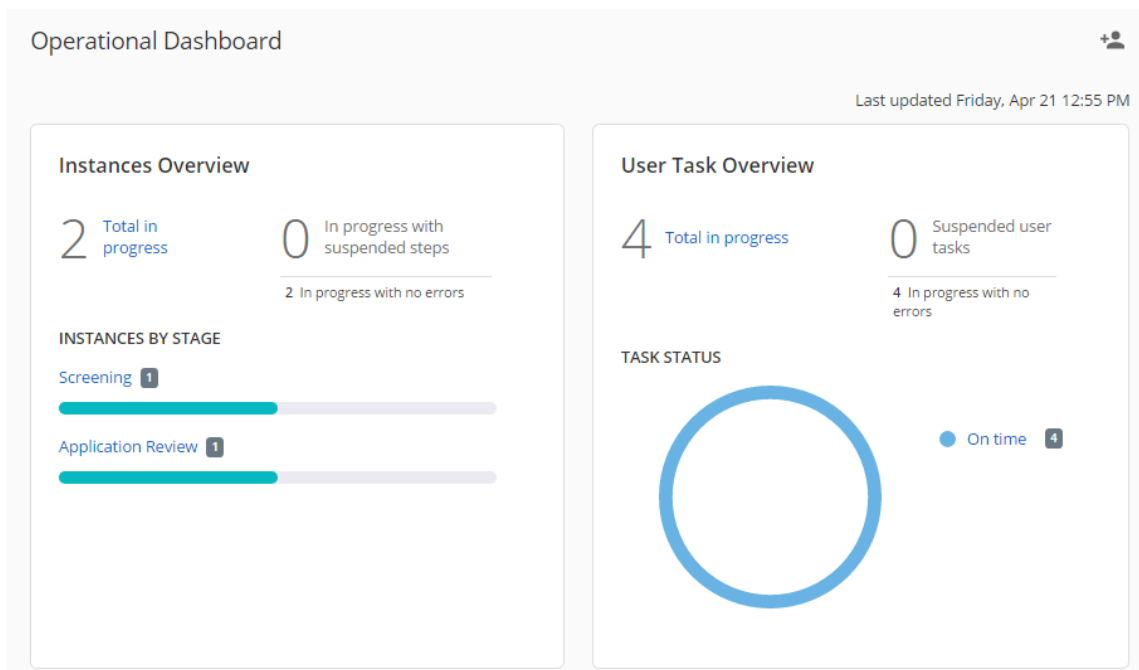 Operational Dashboard
Last updated Friday, Apr 21 12:55 PM
Instances Overview
2 Total in
progress
0 In progress with
suspended steps
2 In progress with no errors
INSTANCES BY STAGE
Screening 1
Application Review 1
User Task Overview
4 Total in progress
0 Suspended user
tasks
4 In progress with no
errors
TASK STATUS
On time 4